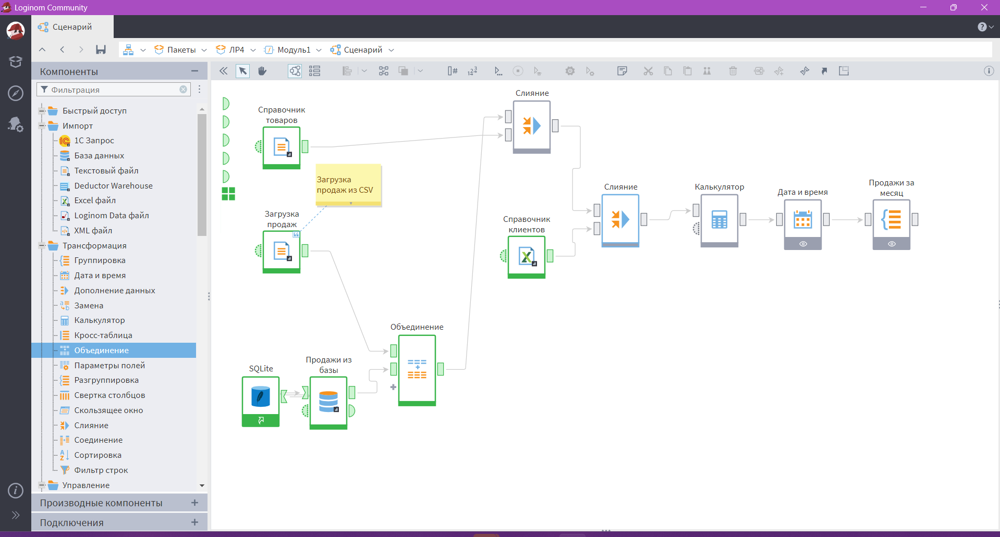 Loginom Community
Сценарий
Пакеты
ЛР4
Модуль1
Сценарий
Компоненты
Фильтрация
Быстрый доступ
Импорт
1С Запрос
База данных
Текстовый файл
Deductor Warehouse
Excel файл
Loginom Data файл
XML файл
Трансформация
Группировка
Дата и время
Дополнение данных
Замена
Калькулятор
Кросс-таблица
Объединение
Параметры полей
Разгруппировка
Свертка столбцов
Скользящее окно
Слияние
Соединение
Сортировка
Фильтр строк
Управление
Производные компоненты
Подключения
Справочник
товаров
Загрузка
продаж из CSV
Загрузка
продаж
SQLite
Продажи из
базы
Объединение
Слияние
Справочник
клиентов
Слияние
Калькулятор
Дата и время
Продажи за
месяц